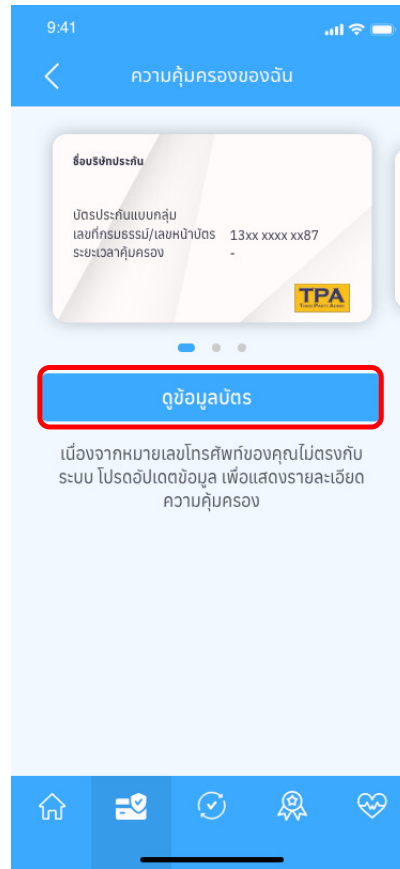 9:41
ความคุ้มครองของฉัน
ชื่อบริษัทประกัน
บัตรประกันแบบกลุ่ม
เลขที่กรมธรรม์/เลขหน้าบัตร 13xx xxxx xx87
ระยะเวลาคุ้มครอง -
TPA
ดูข้อมูลบัตร
เนื่องจากหมายเลขโทรศัพท์ของคุณไม่ตรงกับ
ระบบ โปรดอัปเดตข้อมูล เพื่อแสดงรายละเอียด
ความคุ้มครอง